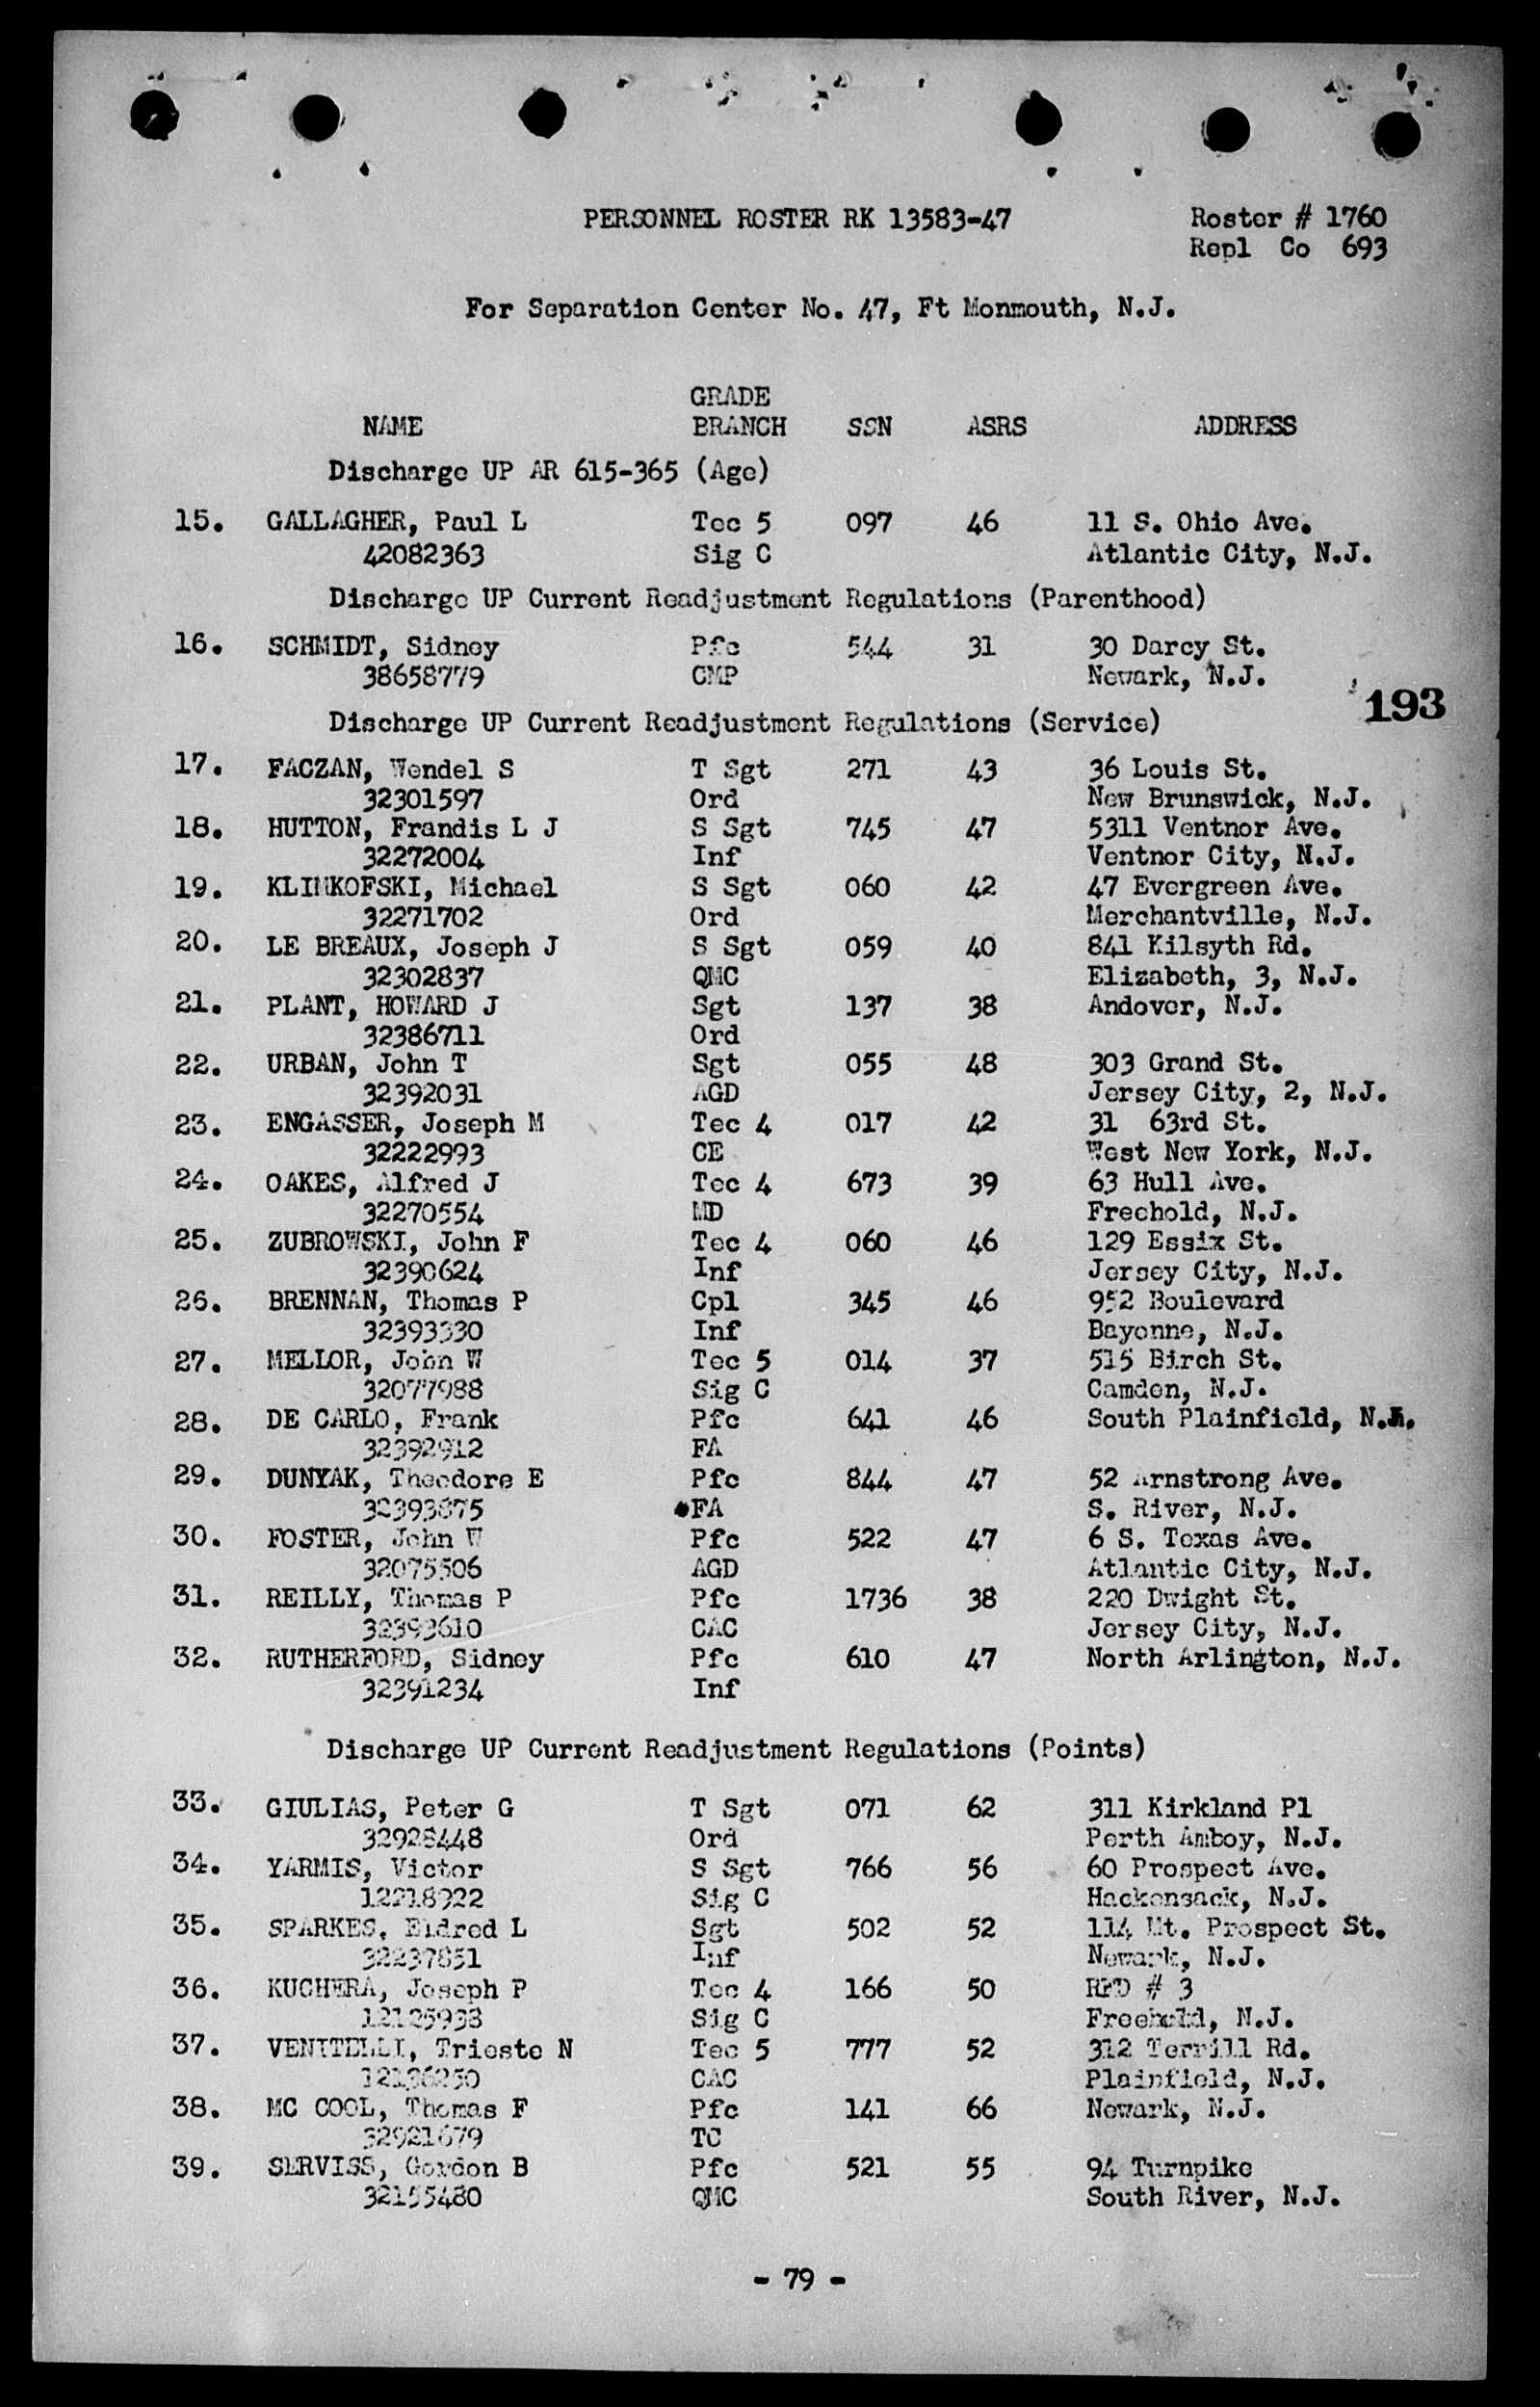 PERSONNEL ROSTER RK 13583-47 Roster # 1760
Repl Co 693
For Separation Center No. 47, Ft Monmouth, N.J.
GRADE
NAME BRANCH SSN ASRS ADDRESS
Discharge UP AR 615-365 (Age)
15. GALLAGHER, Paul L Tec 5 097 46 11 S. Ohio Ave.
42082363 Sig C Atlantic City, N.J.
Discharge UP Current Readjustment Regulations (Parenthood)
16. SCHMIDT, Sidney Pfc 544 31 30 Darcy St.
38658779 CMP Newark, N.J.
193
Discharge UP Current Readjustment Regulations (Service)
17. FACZAN, Wendel S T Sgt 271 43 36 Louis St.
32301597 Ord New Brunswick, N.J.
18. HUTTON, Frandis L J S Sgt 745 47 5311 Ventnor Ave.
32272004 Inf Ventnor City, N.J.
19. KLIMKOFSKI, Michael S Sgt 060 42 47 Evergreen Ave.
32271702 Ord Merchantville, N.J.
20. LE BREAUX, Joseph J S Sgt 059 40 841 Kilsyth Rd.
32302837 QMC Elizabeth, 3, N.J.
21. PLANT, HOWARD J Sgt 137 38 Andover, N.J.
32386711 Ord
22. URBAN, John T Sgt 055 48 303 Grand St.
32392031 AGD Jersey City, 2, N.J.
23. ENGASSER, Joseph M Tec 4 017 42 31 63rd St.
32222993 CE West New York, N.J.
24. OAKES, Alfred J Tec 4 673 39 63 Hull Ave.
32270554 MD Freehold, N.J.
25. ZUBROWSKI, John F Tec 4 060 46 129 Essix St.
32390624 Inf Jersey City, N.J.
26. BRENNAN, Thomas P Cpl 345 46 952 Boulevard
32393330 Inf Bayonne, N.J.
27. MELLOR, John W Tec 5 014 37 515 Birch St.
32077988 Sig C Camden, N.J.
28. DE CARLO, Frank Pfc 641 46 South Plainfield,
32392912 FA
29. DUNYAK, Theodore E Pfc 844 47 52 Arnstrong Ave.
32393875 FA S. River, N.J.
30. FOSTER, John W Pfc 522 47 6 S. Texas Ave.
32075506 AGD Atlantic City, N.J.
31. REILLY, Thomas P Pfc 1736 38 220 Dwight St.
32393610 CAC Jersey City, N.J.
32. RUTHERFORD, Sidney Pfc 610 47 North Arlington, N.J.
32391234 Inf
Discharge UP Current Readjustment Regulations (Points)
33. GIULIAS, Peter G T Sgt 071 62 311 Kirkland Pl
32928448 Ord Perth Amboy, N.J.
34. YARMIS, Victor S Sgt 766 56 60 Prospect Ave.
12218922 Sig C Hackensack, N.J.
35. SPARKES, Eldred L Sgt 502 52 114 Mt. Prospect St.
32237851 Inf Newark, N.J.
36. KUCHERA, Joseph P Tec 4 166 50 RFD # 3
12125938 Sig C Freehold, N.J.
37. VENITELLI, Trieste N Tec 5 777 52 312 Terrill Rd.
12136250 CAC Plainfield, N.J.
38. MC COOL, Thomas F Pfc 141 66 Newark, N.J.
32921679 TC
39. SERVISS, Gordon B Pfc 521 55 94 Turnpike
32155480 QMC South River, N.J.
- 79 -